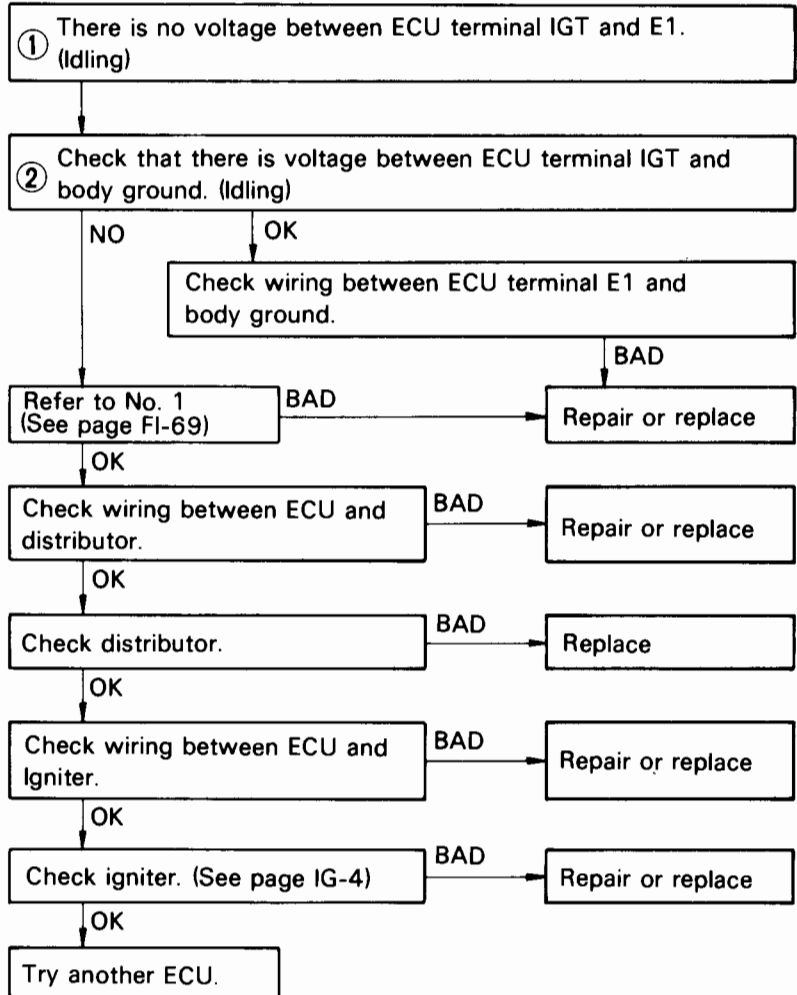 ① There is no voltage between ECU terminal IGT and E1.
(Idling)
② Check that there is voltage between ECU terminal IGT and
body ground. (Idling)
NO
OK
Check wiring between ECU terminal E1 and
body ground.
BAD
Refer to No. 1
(See page FI-69)
BAD
Repair or replace
OK
Check wiring between ECU and
distributor.
BAD
Repair or replace
OK
Check distributor.
BAD
Replace
OK
Check wiring between ECU and
Igniter.
BAD
Repair or replace
OK
Check igniter. (See page IG-4)
BAD
Repair or replace
OK
Try another ECU.